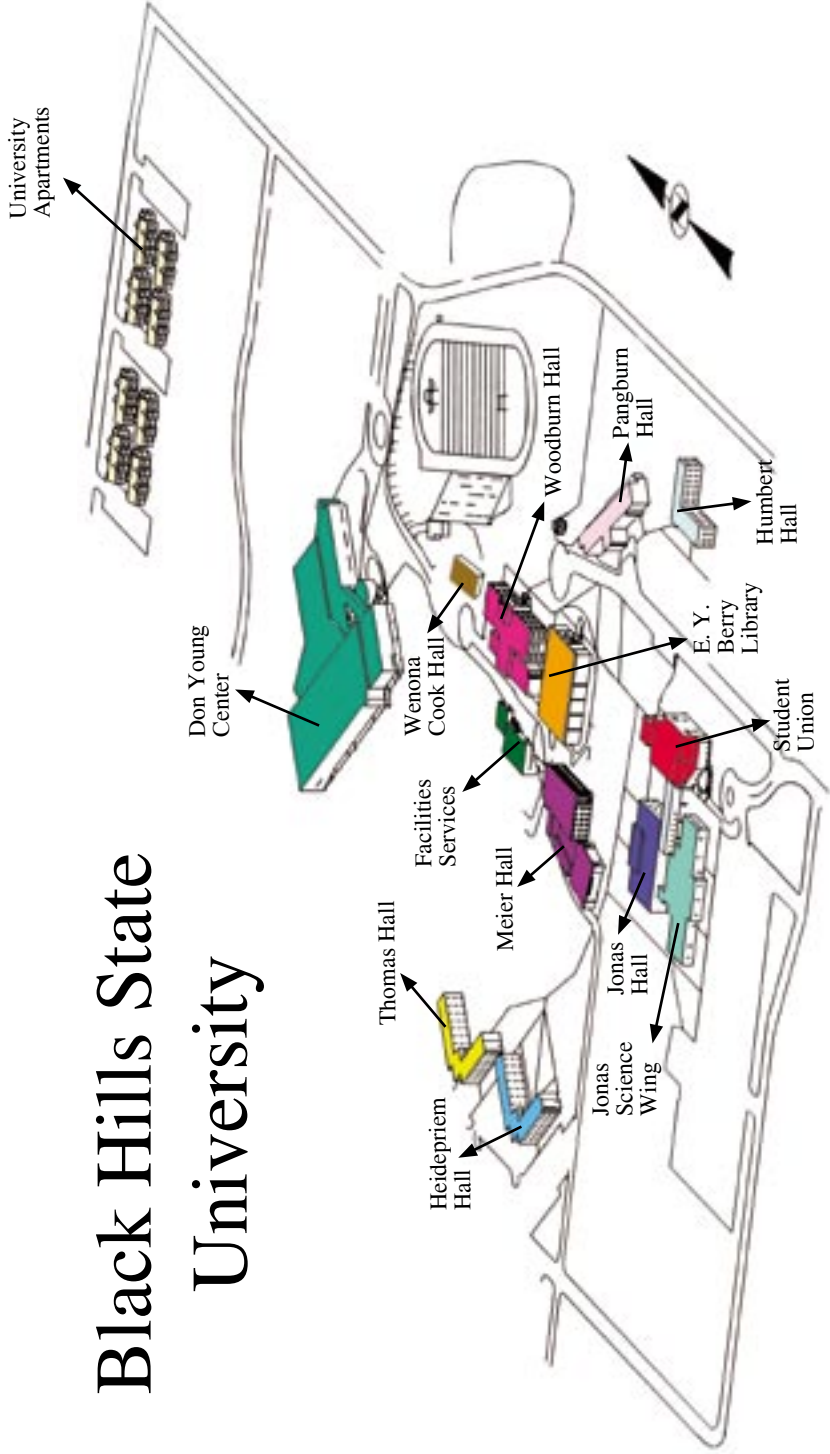 Black Hills State
University
University
Apartments
Don Young
Center
Thomas Hall
Heidepriem
Hall
Wenona
Cook Hall
Facilities
Services
Meier Hall
Woodburn Hall
Jonas
Hall
Jonas
Science
Wing
Pangburn
Hall
E. Y.
Berry
Library
Humbert
Hall
Student
Union